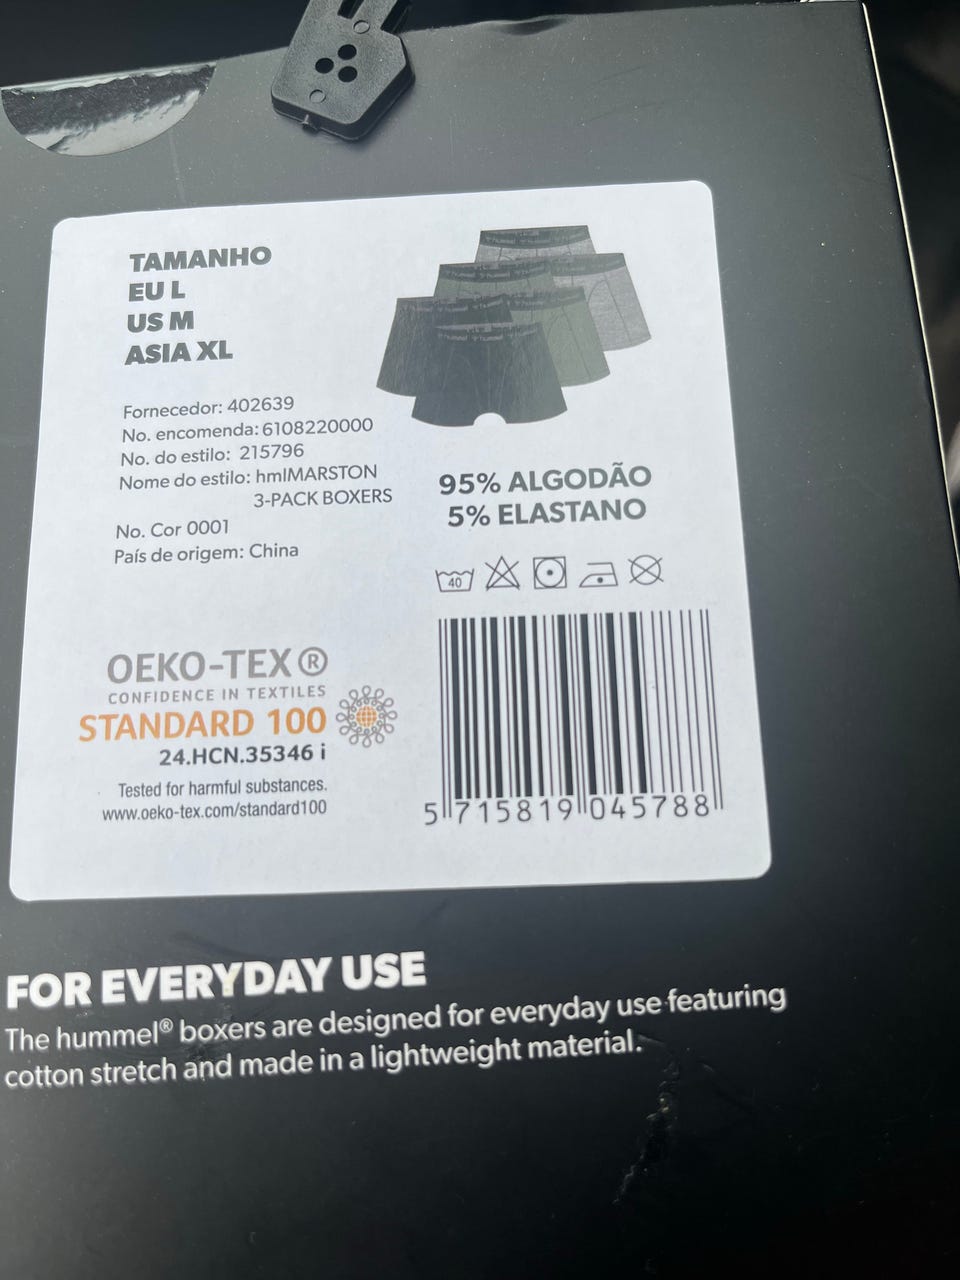 TAMANHO
EU L
US M
ASIA XL
Fornecedor: 402639
No. encomenda: 6108220000
No. do estilo: 215796
Nome do estilo: hmlMARSTON
3-PACK BOXERS
No. Cor 0001
País de origem: China
95% ALGODÃO
5% ELASTANO
40
OEKO-TEX®
CONFIDENCE IN TEXTILES
STANDARD 100
24.HCN.35346 i
Tested for harmful substances.
www.oeko-tex.com/standard100
5 715819 045788
FOR EVERYDAY USE
The hummel® boxers are designed for everyday use featuring
cotton stretch and made in a lightweight material.